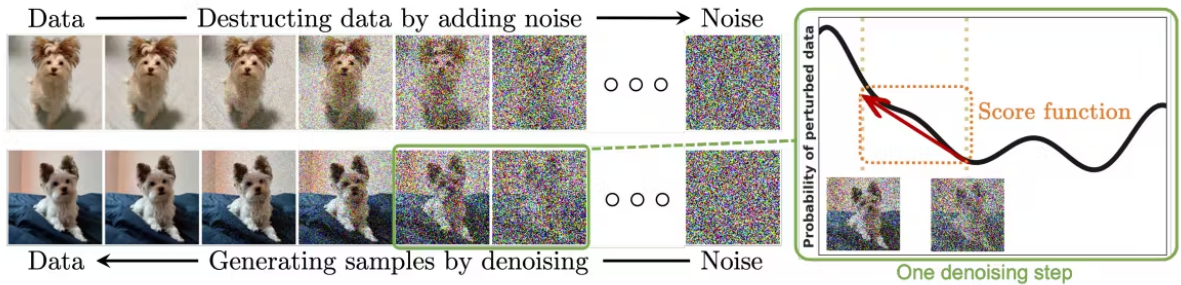 Data Destructing data by adding noise Noise
Probability of perturbed data
Score function
Data Generating samples by denoising Noise
One denoising step